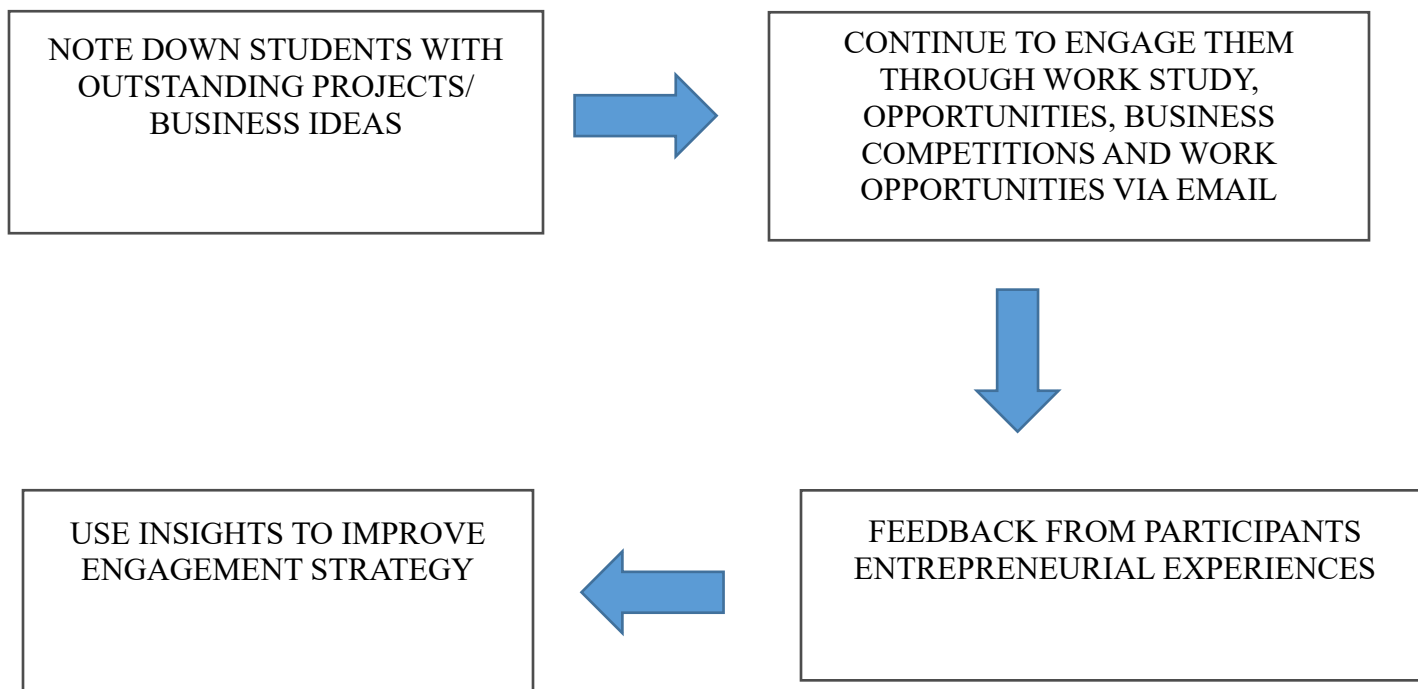 NOTE DOWN STUDENTS WITH
OUTSTANDING PROJECTS/
BUSINESS IDEAS
CONTINUE TO ENGAGE THEM
THROUGH WORK STUDY,
OPPORTUNITIES, BUSINESS
COMPETITIONS AND WORK
OPPORTUNITIES VIA EMAIL
FEEDBACK FROM PARTICIPANTS
ENTREPRENEURIAL EXPERIENCES
USE INSIGHTS TO IMPROVE
ENGAGEMENT STRATEGY